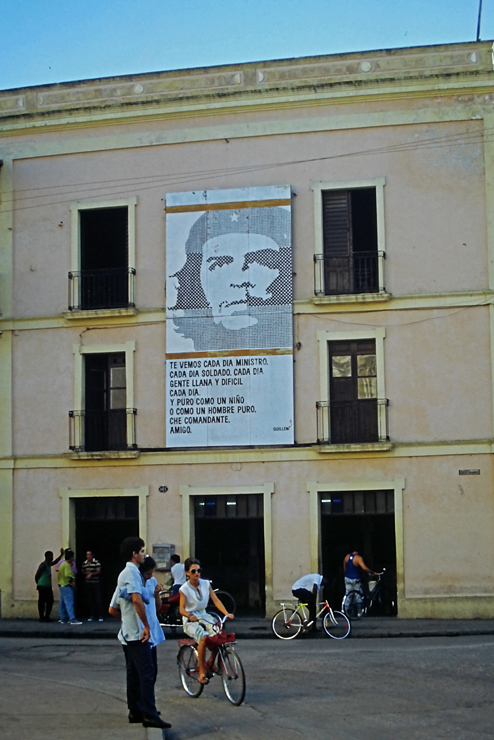 TE VEMOS CADA DIA MINISTRO,
CADA DIA SOLDADO, CADA DIA
GENTE LLANA Y DIFICIL
CADA DIA.
Y PURO COMO UN NIÑO
O COMO UN HOMBRE PURO,
CHE COMANDANTE,
AMIGO.
GUILLEN